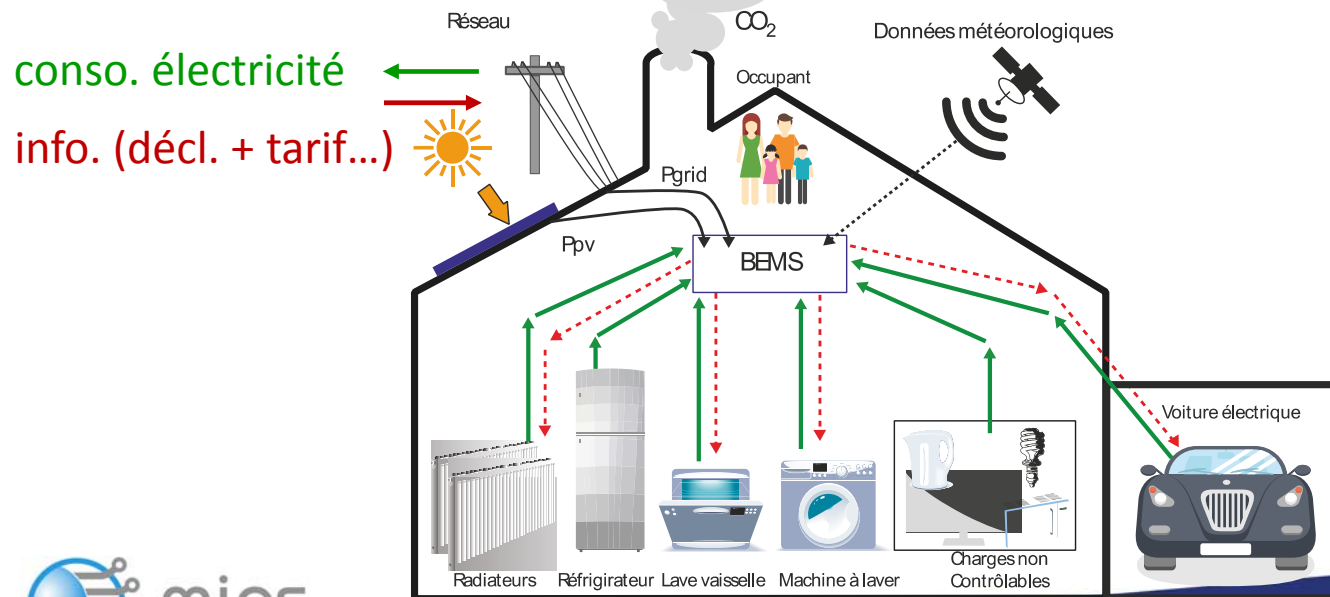 Réseau
CO2
Données météorologiques
conso. électricité
Occupant
info. (décl. + tarif…)
Pgrid
Ppv
BEMS
Voiture électrique
Radiateurs
Réfrigirateur
Lave vaisselle
Machine à laver
Charges non
Contrôlables